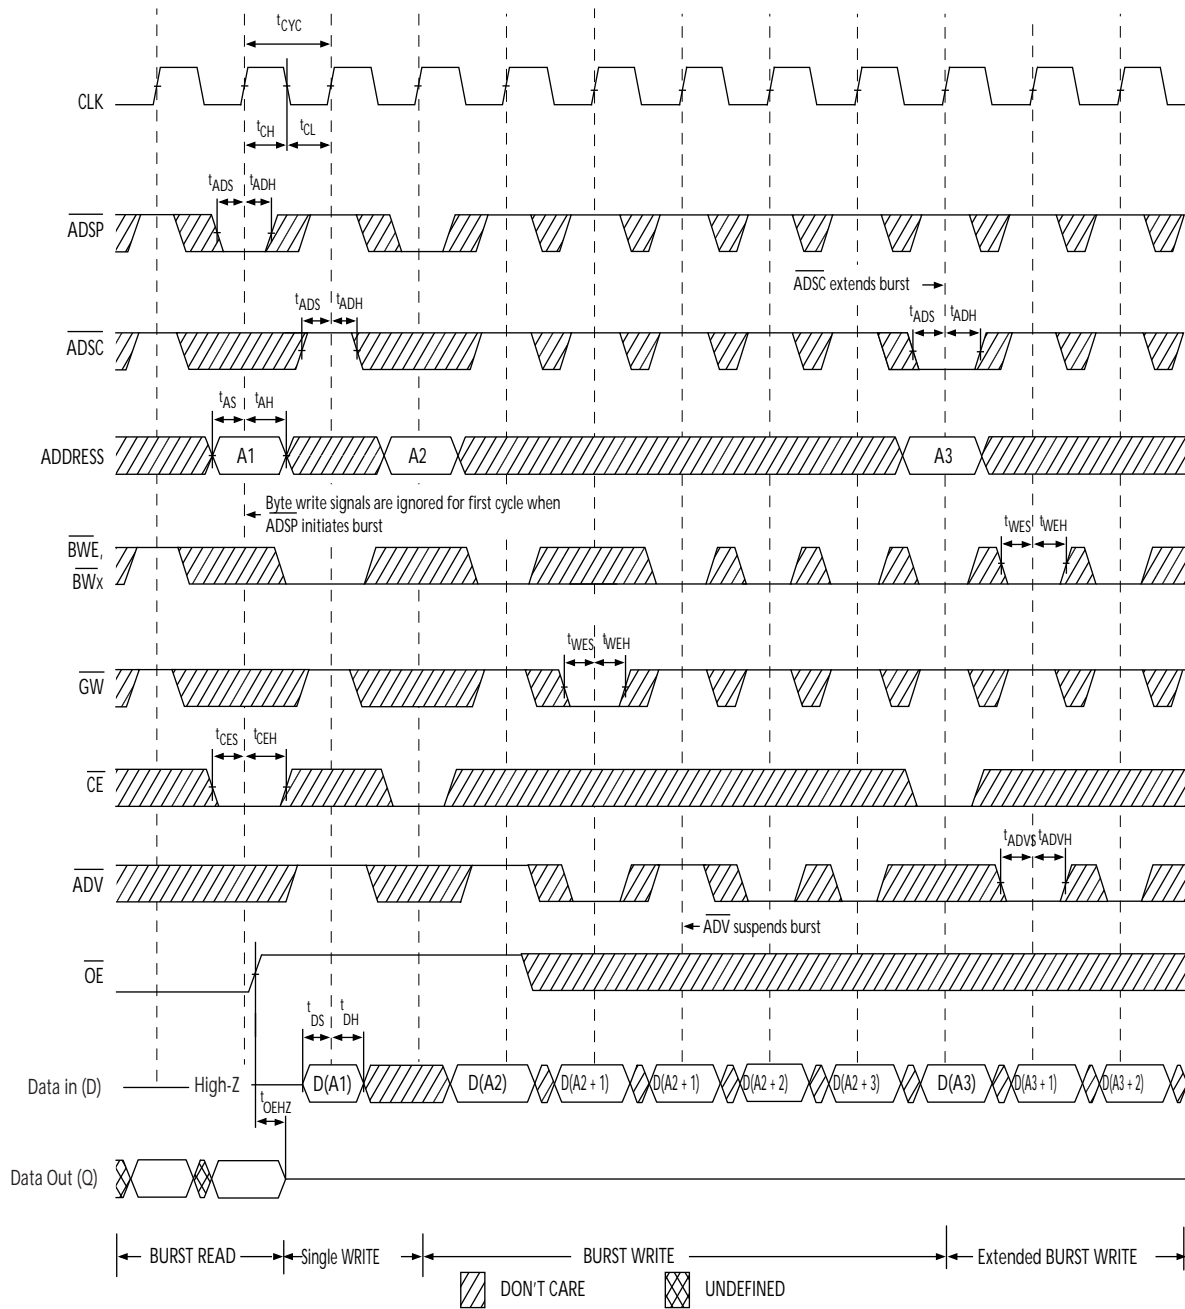 tCYC
CLK
tCH
tCL
tADS
tADH
ADSP
ADSC extends burst
tADS
tADH
tADS
tADH
ADSC
tAS
tAH
ADDRESS
A1
A2
A3
Byte write signals are ignored for first cycle when
ADSP initiates burst
BWE,
BWx
tWES
tWEH
tWES
tWEH
GW
tCES
tCEH
CE
tADVS
tADVH
ADV
ADV suspends burst
OE
tDS
tDH
Data in (D)
High-Z
D(A1)
D(A2)
D(A2 + 1)
D(A2 + 1)
D(A2 + 2)
D(A2 + 3)
D(A3)
D(A3 + 1)
D(A3 + 2)
tOEHZ
Data Out (Q)
BURST READ
Single WRITE
BURST WRITE
Extended BURST WRITE
DON'T CARE
UNDEFINED